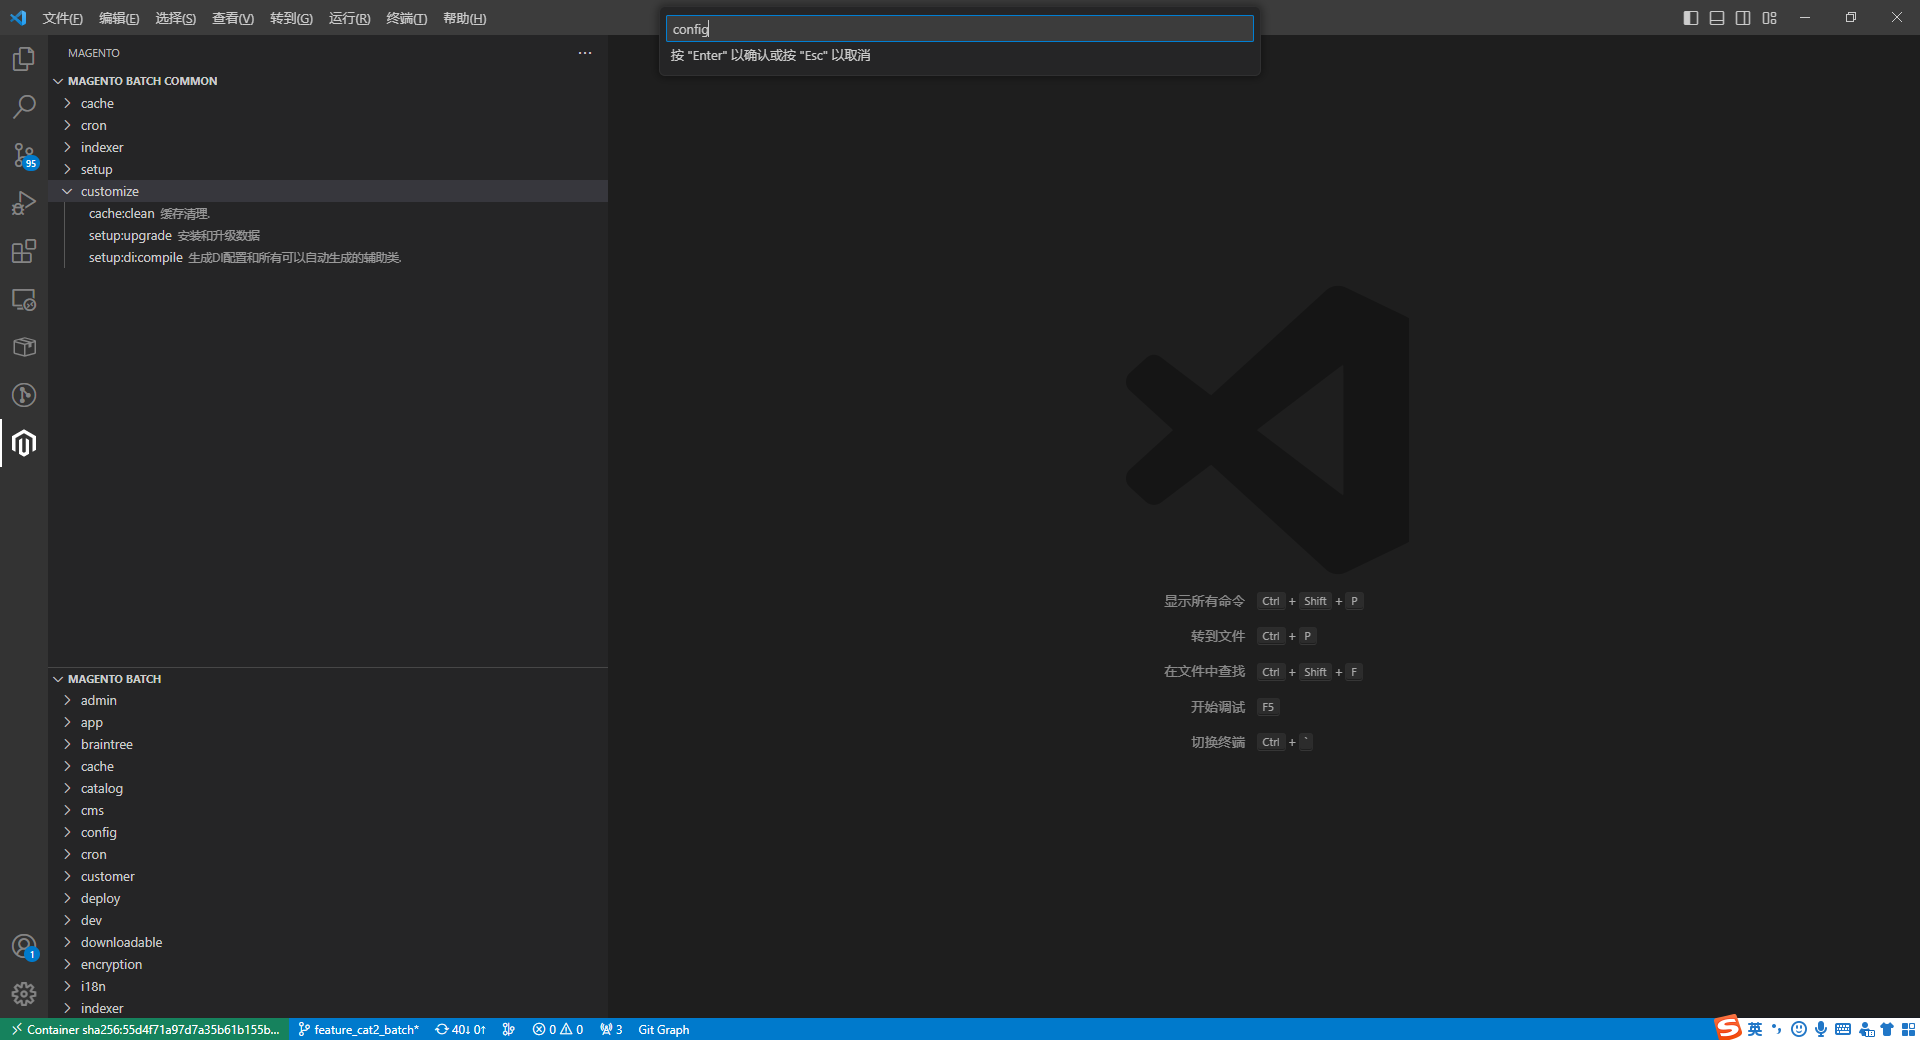 文件(F) 编辑(E) 选择(S) 查看(V) 转到(G) 运行(R) 终端(T) 帮助(H)
config
按 "Enter" 以确认或按 "Esc" 以取消
MAGENTO
MAGENTO BATCH COMMON
cache
cron
indexer
setup
customize
cache:clean 缓存清理.
setup:upgrade 安装和升级数据
setup:di:compile 生成DI配置和所有可以自动生成的辅助类.
95
显示所有命令 Ctrl + Shift + P
转到文件 Ctrl + P
在文件中查找 Ctrl + Shift + F
开始调试 F5
切换终端 Ctrl + `
MAGENTO BATCH
admin
app
braintree
cache
catalog
cms
config
cron
customer
deploy
dev
downloadable
encryption
i18n
indexer
1
Container sha256:55d4f71a97d7a35b61b155b... feature_cat2_batch* 40↓ 0↑ 0 0 3 Git Graph
S 英